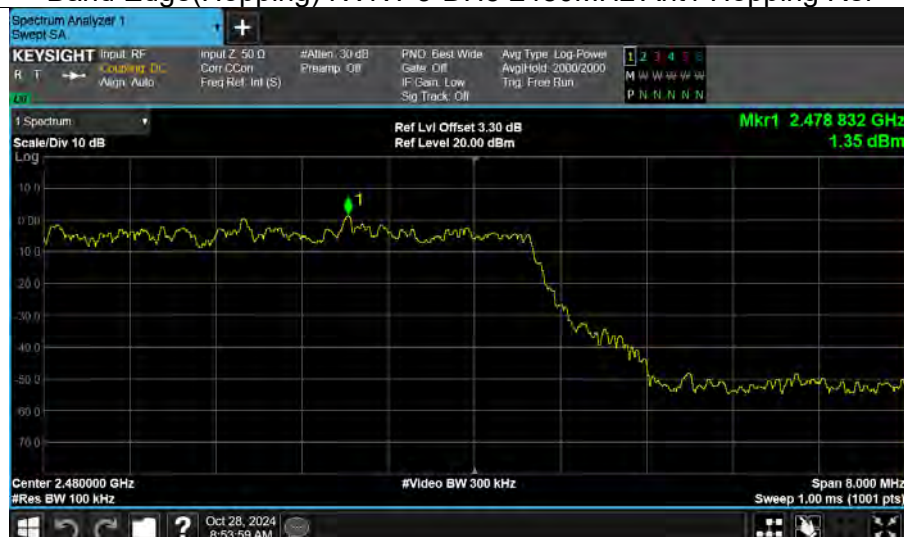 Spectrum Analyzer 1
Swept SA
+
KEYSIGHT Input: RF
R T Coupling: DC
Align: Auto
Input Z: 50 Ω
Corr CCorr
Freq Ref: Int (S)
#Atten: 30 dB
Preamp: Off
PNO: Best Wide
Gate: Off
IF Gain: Low
Sig Track: Off
Avg Type: Log-Power
Avg|Hold: 2000/2000
Trig: Free Run
1 2 3 4 5 6
M W W W W W
P N N N N N
1 Spectrum
Scale/Div 10 dB
Log
Ref Lvl Offset 3.30 dB
Ref Level 20.00 dBm
Mkr1 2.478 832 GHz
1.35 dBm
1
10.0
0.00
-10.0
-20.0
-30.0
-40.0
-50.0
-60.0
-70.0
Center 2.480000 GHz
#Res BW 100 kHz
#Video BW 300 kHz
Span 8.000 MHz
Sweep 1.00 ms (1001 pts)
?
Oct 28, 2024
8:53:59 AM